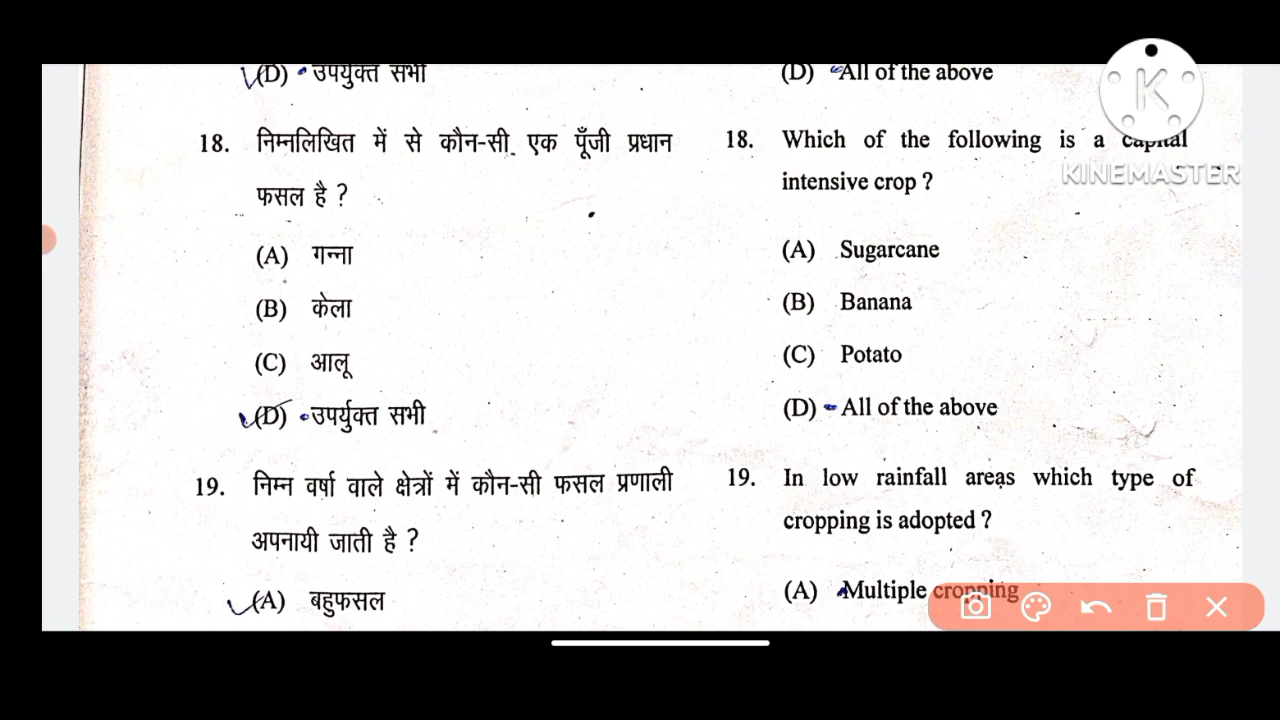 (D) उपर्युक्त सभी
18. निम्नलिखित में से कौन-सी एक पूँजी प्रधान
फसल है ?
(A) गन्ना
(B) केला
(C) आलू
(D) उपर्युक्त सभी
19. निम्न वर्षा वाले क्षेत्रों में कौन-सी फसल प्रणाली
अपनायी जाती है ?
(A) बहुफसल
(D) All of the above
18. Which of the following is a capital
intensive crop ?
(A) Sugarcane
(B) Banana
(C) Potato
(D) All of the above
19. In low rainfall areas which type of
cropping is adopted ?
(A) Multiple cropping
K
KINEMASTER